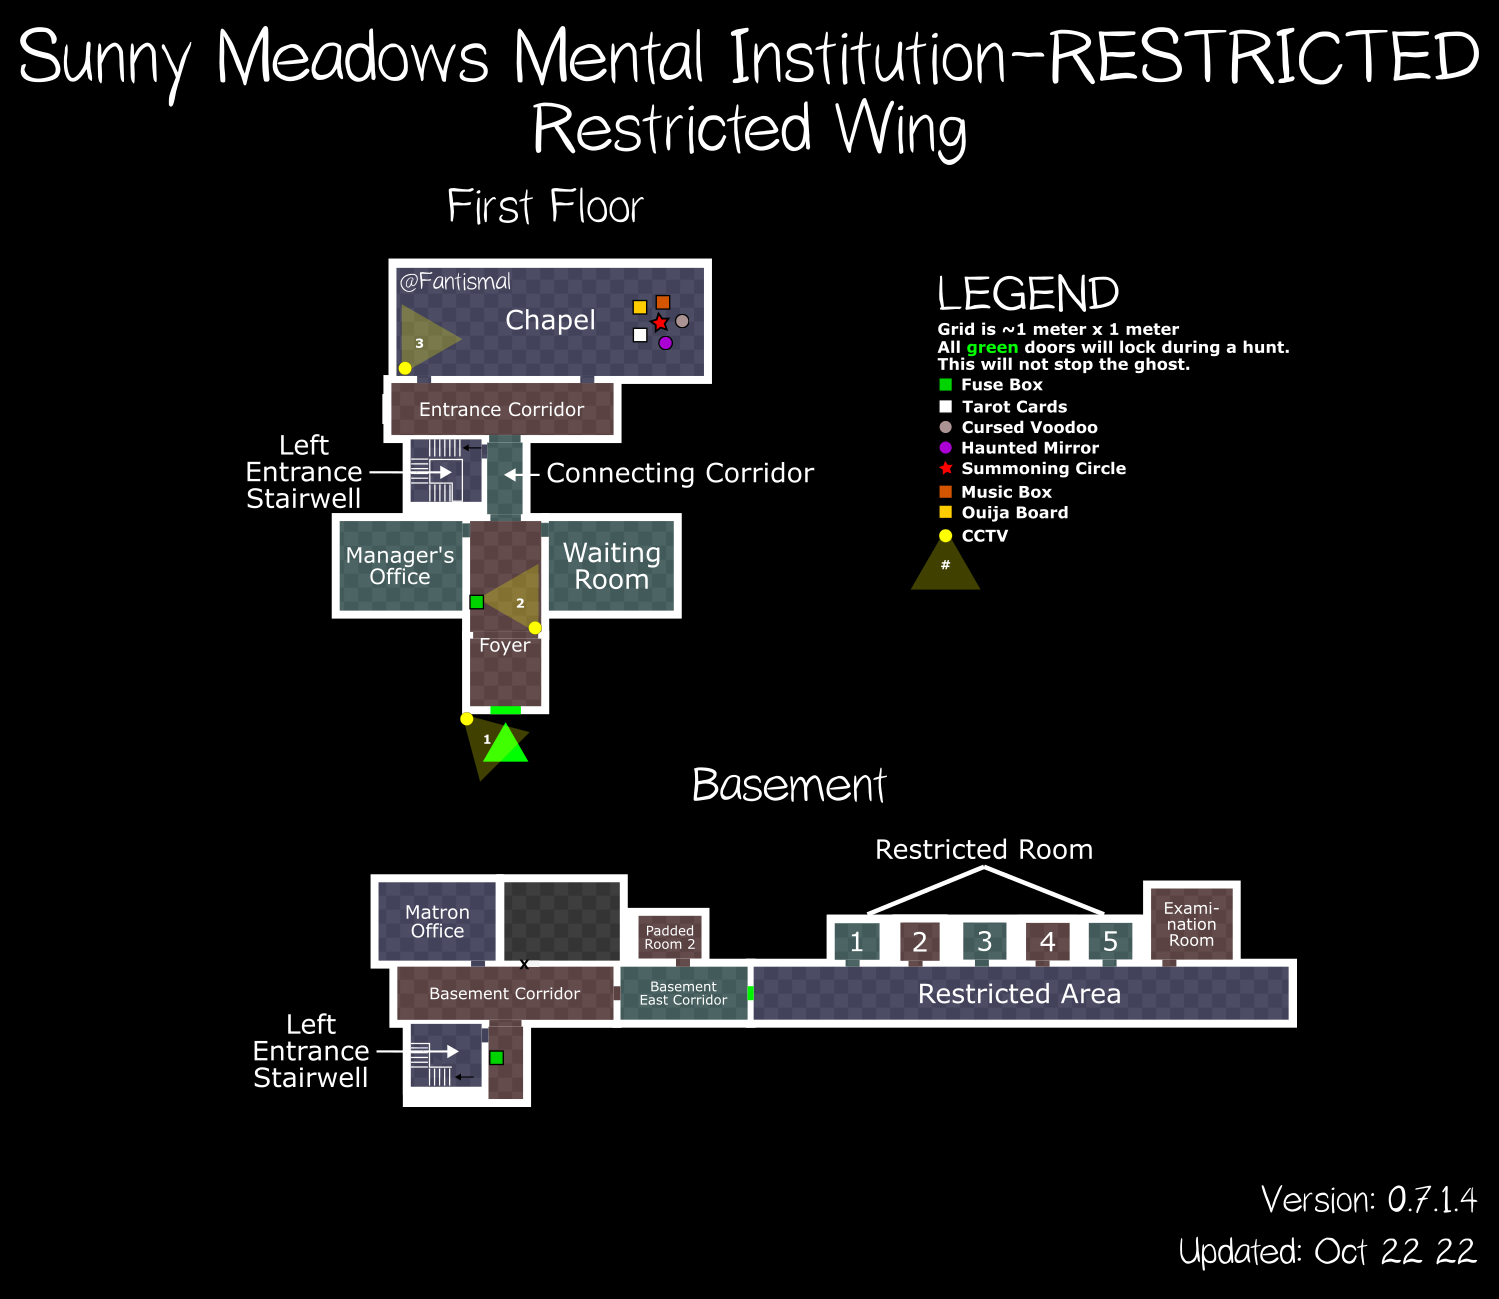 Sunny Meadows Mental Institution-RESTRICTED
Restricted Wing
First Floor
@Fantismal
Chapel
3
Entrance Corridor
Left
Entrance
Stairwell
Connecting Corridor
Manager's
Office
Waiting
Room
2
Foyer
1
LEGEND
Grid is ~1 meter x 1 meter
All green doors will lock during a hunt.
This will not stop the ghost.
Fuse Box
Tarot Cards
Cursed Voodoo
Haunted Mirror
Summoning Circle
Music Box
Ouija Board
CCTV
#
Basement
Restricted Room
Matron
Office
Padded
Room 2
1 2 3 4 5
Exami-
nation
Room
x
Basement Corridor
Basement
East Corridor
Restricted Area
Left
Entrance
Stairwell
Version: 0.7.1.4
Updated: Oct 22 22